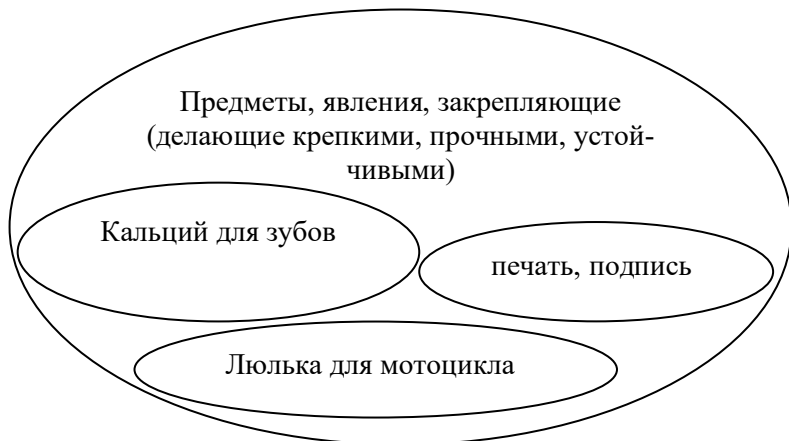 Предметы, явления, закрепляющие
(делающие крепкими, прочными, устой-
чивыми)
Кальций для зубов
печать, подпись
Люлька для мотоцикла